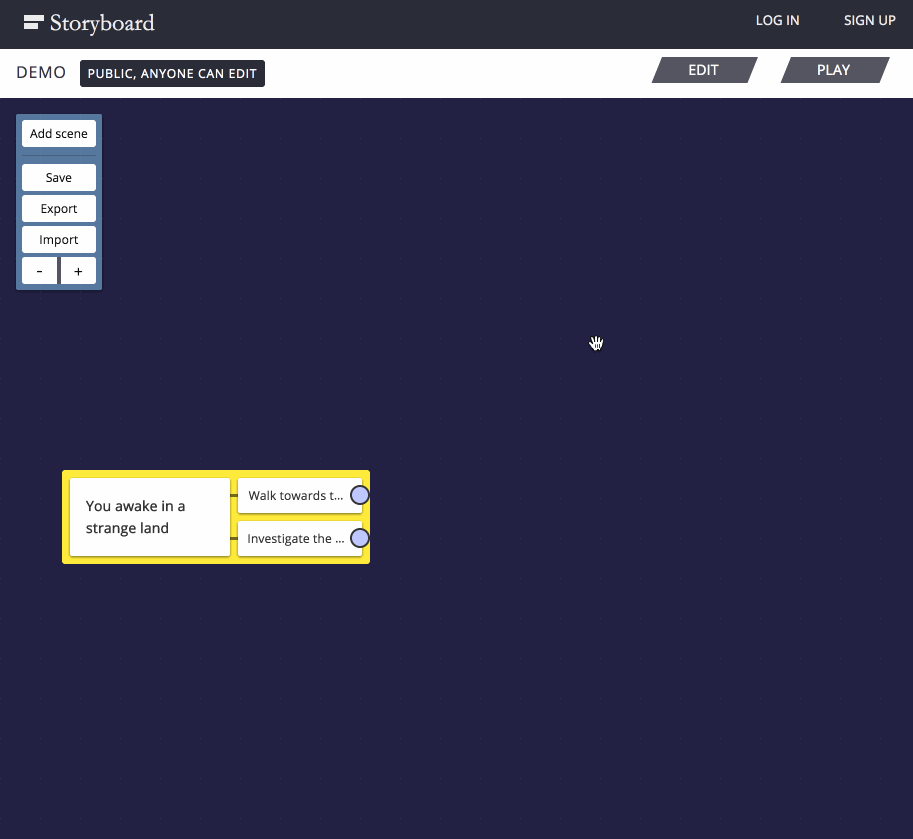 Storyboard
LOG IN
SIGN UP
DEMO
PUBLIC, ANYONE CAN EDIT
EDIT
PLAY
Add scene
Save
Export
Import
- +
You awake in a
strange land
Walk towards t...
Investigate the ...